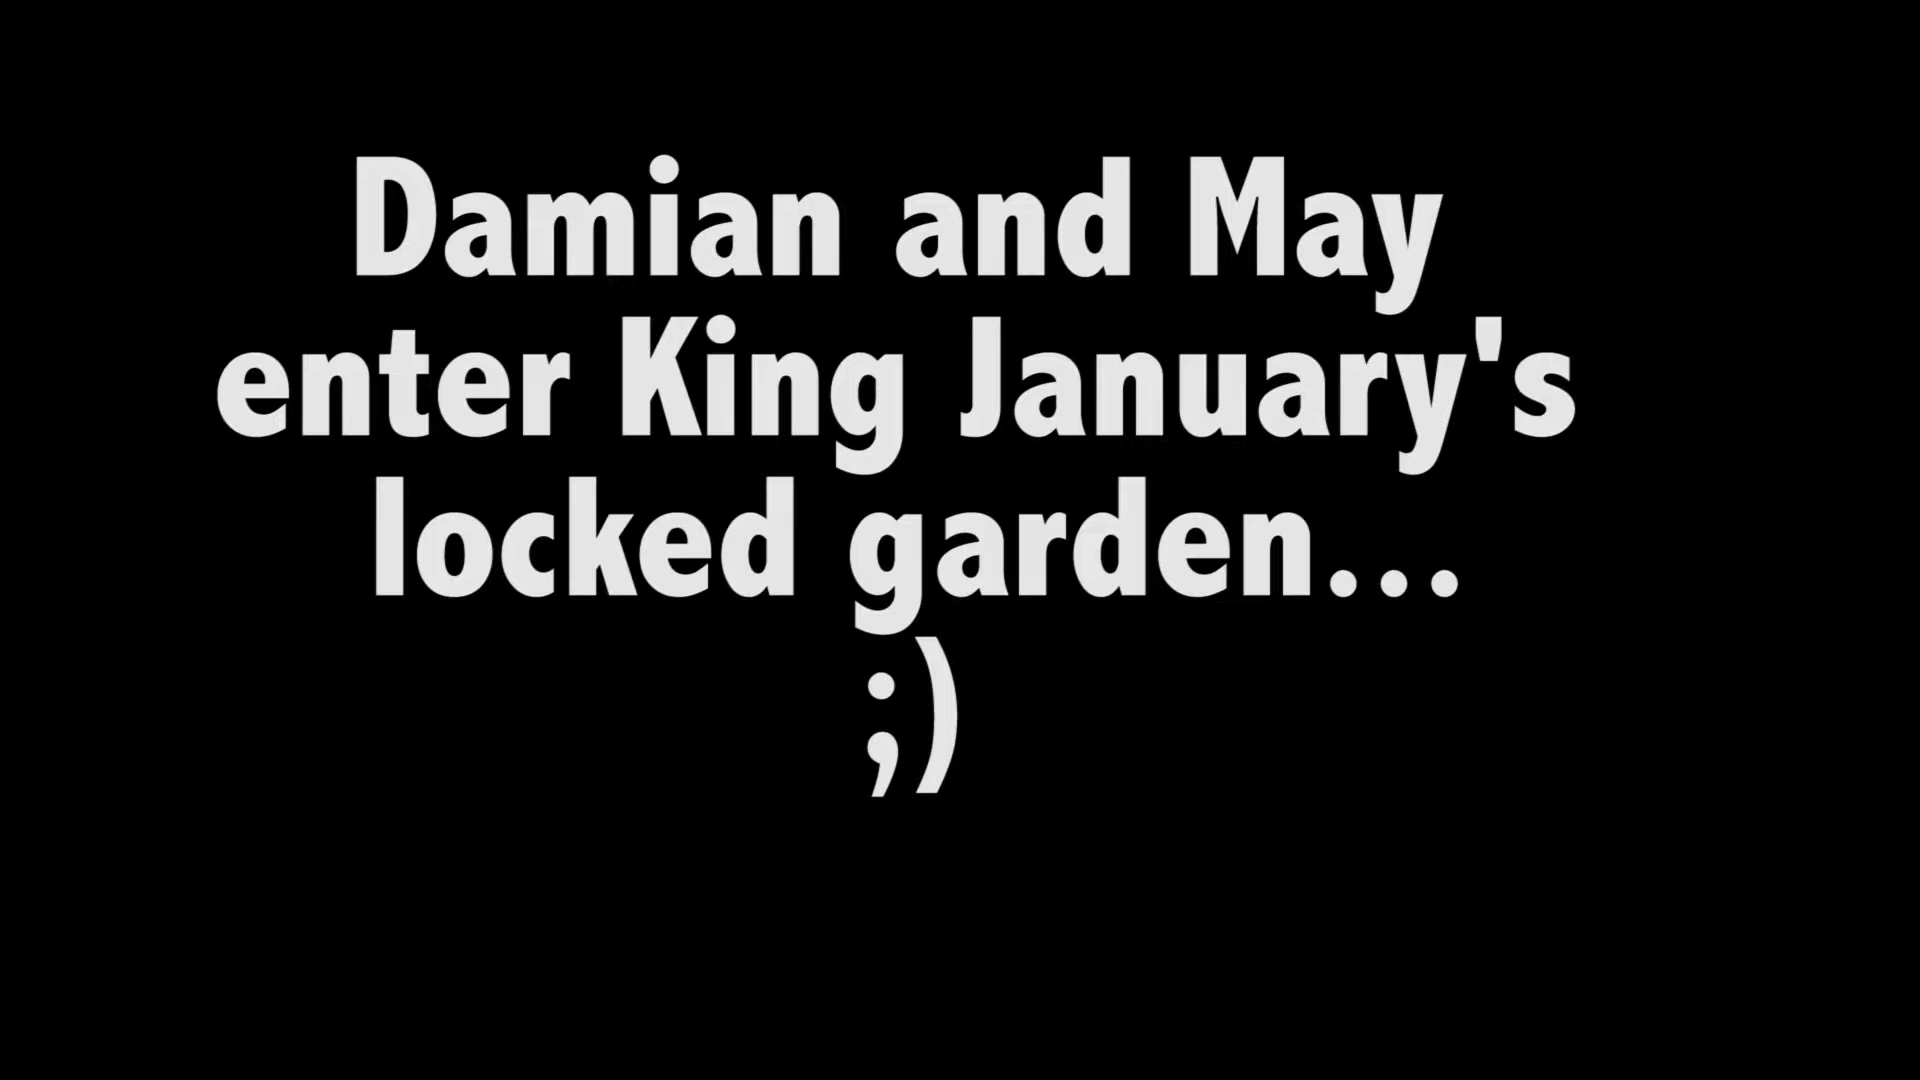 Damian and May
enter King January's
locked garden...
;)